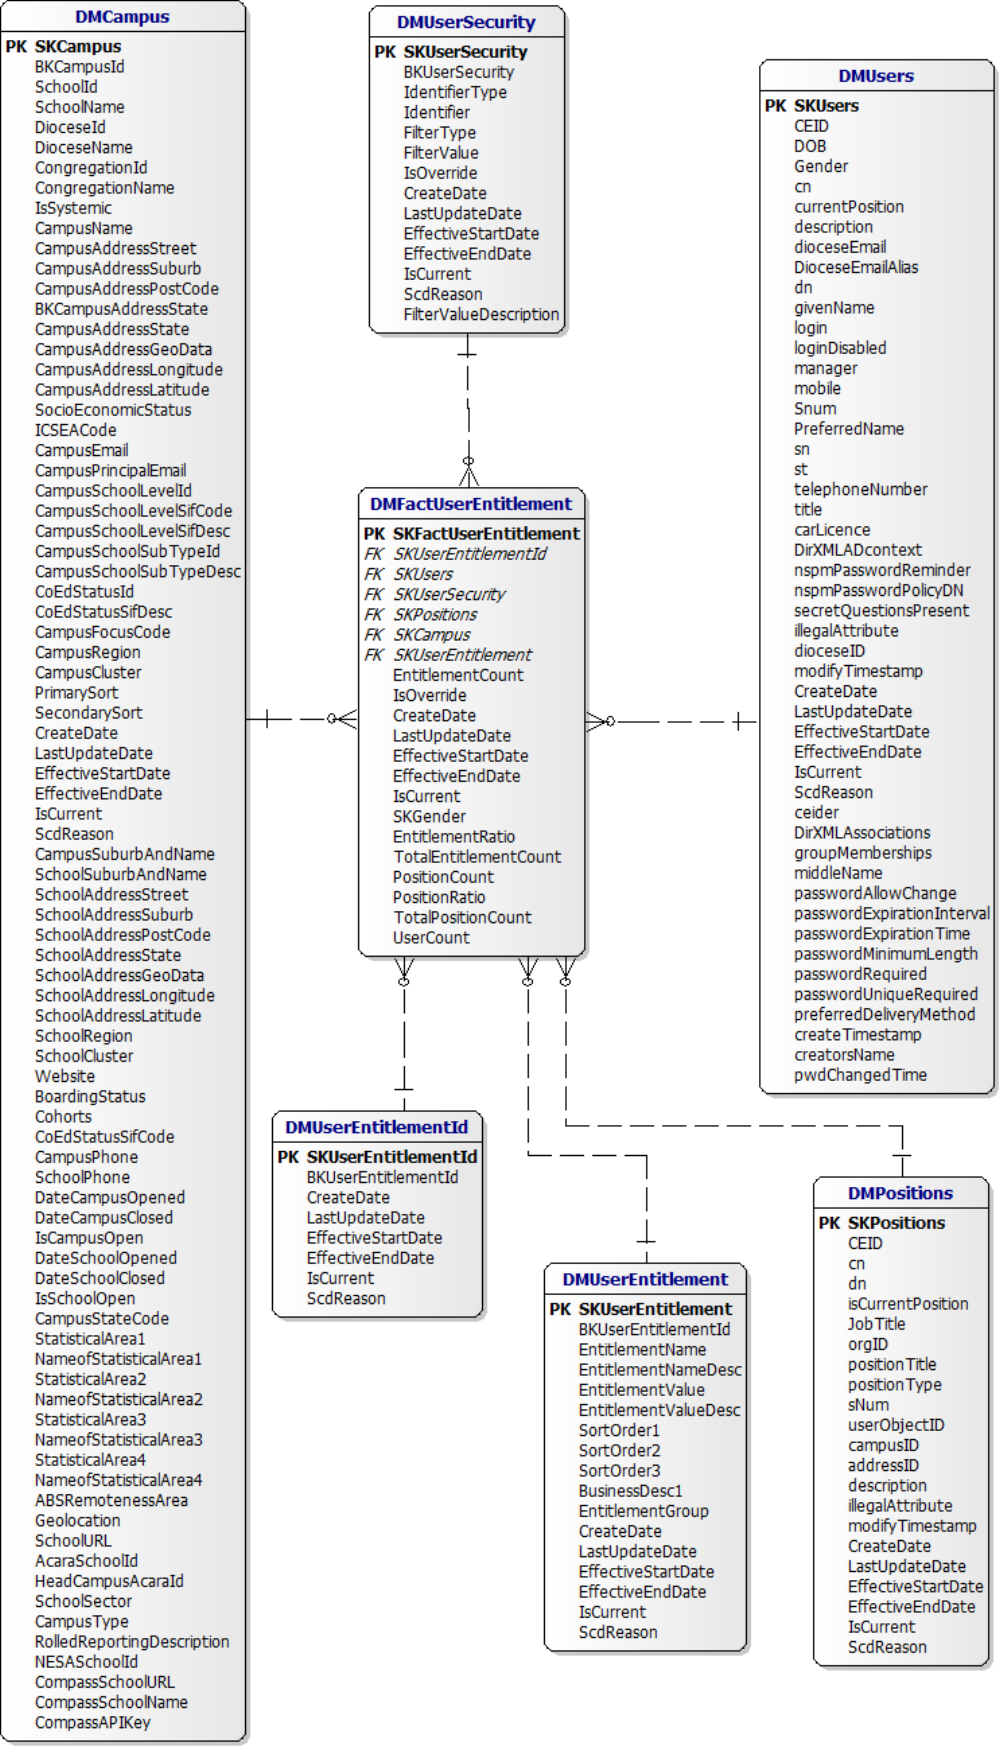 DMCampus
PK SKCampus
BKCampusId
SchoolId
SchoolName
DioceseId
DioceseName
CongregationId
CongregationName
IsSystemic
CampusName
CampusAddressStreet
CampusAddressSuburb
CampusAddressPostCode
BKCampusAddressState
CampusAddressState
CampusAddressGeoData
CampusAddressLongitude
CampusAddressLatitude
SocioEconomicStatus
ICSEACode
CampusEmail
CampusPrincipalEmail
CampusSchoolLevelId
CampusSchoolLevelSifCode
CampusSchoolLevelSifDesc
CampusSchoolSubTypeId
CampusSchoolSubTypeDesc
CoEdStatusId
CoEdStatusSifDesc
CampusFocusCode
CampusRegion
CampusCluster
PrimarySort
SecondarySort
CreateDate
LastUpdateDate
EffectiveStartDate
EffectiveEndDate
IsCurrent
ScdReason
CampusSuburbAndName
SchoolSuburbAndName
SchoolAddressStreet
SchoolAddressSuburb
SchoolAddressPostCode
SchoolAddressState
SchoolAddressGeoData
SchoolAddressLongitude
SchoolAddressLatitude
SchoolRegion
SchoolCluster
Website
BoardingStatus
Cohorts
CoEdStatusSifCode
CampusPhone
SchoolPhone
DateCampusOpened
DateCampusClosed
IsCampusOpen
DateSchoolOpened
DateSchoolClosed
IsSchoolOpen
CampusStateCode
StatisticalArea1
NameofStatisticalArea1
StatisticalArea2
NameofStatisticalArea2
StatisticalArea3
NameofStatisticalArea3
StatisticalArea4
NameofStatisticalArea4
ABSRemotenessArea
Geolocation
SchoolURL
AcaraSchoolId
HeadCampusAcaraId
SchoolSector
CampusType
RolledReportingDescription
NESASchoolId
CompassSchoolURL
CompassSchoolName
CompassAPIKey
DMUserSecurity
PK SKUserSecurity
BKUserSecurity
IdentifierType
Identifier
FilterType
FilterValue
IsOverride
CreateDate
LastUpdateDate
EffectiveStartDate
EffectiveEndDate
IsCurrent
ScdReason
FilterValueDescription
DMFactUserEntitlement
PK SKFactUserEntitlement
FK SKUserEntitlementId
FK SKUsers
FK SKUserSecurity
FK SKPositions
FK SKCampus
FK SKUserEntitlement
EntitlementCount
IsOverride
CreateDate
LastUpdateDate
EffectiveStartDate
EffectiveEndDate
IsCurrent
SKGender
EntitlementRatio
TotalEntitlementCount
PositionCount
PositionRatio
TotalPositionCount
UserCount
DMUsers
PK SKUsers
CEID
DOB
Gender
cn
currentPosition
description
dioceseEmail
DioceseEmailAlias
dn
givenName
login
loginDisabled
manager
mobile
Snum
PreferredName
sn
st
telephoneNumber
title
carLicence
DirXMLADcontext
nspmPasswordReminder
nspmPasswordPolicyDN
secretQuestionsPresent
illegalAttribute
dioceseID
modifyTimestamp
CreateDate
LastUpdateDate
EffectiveStartDate
EffectiveEndDate
IsCurrent
ScdReason
ceider
DirXMLAssociations
groupMemberships
middleName
passwordAllowChange
passwordExpirationInterval
passwordExpirationTime
passwordMinimumLength
passwordRequired
passwordUniqueRequired
preferredDeliveryMethod
createTimestamp
creatorsName
pwdChangedTime
DMUserEntitlementId
PK SKUserEntitlementId
BKUserEntitlementId
CreateDate
LastUpdateDate
EffectiveStartDate
EffectiveEndDate
IsCurrent
ScdReason
DMUserEntitlement
PK SKUserEntitlement
BKUserEntitlementId
EntitlementName
EntitlementNameDesc
EntitlementValue
EntitlementValueDesc
SortOrder1
SortOrder2
SortOrder3
BusinessDesc1
EntitlementGroup
CreateDate
LastUpdateDate
EffectiveStartDate
EffectiveEndDate
IsCurrent
ScdReason
DMPositions
PK SKPositions
CEID
cn
dn
isCurrentPosition
JobTitle
orgID
positionTitle
positionType
sNum
userObjectID
campusID
addressID
description
illegalAttribute
modifyTimestamp
CreateDate
LastUpdateDate
EffectiveStartDate
EffectiveEndDate
IsCurrent
ScdReason